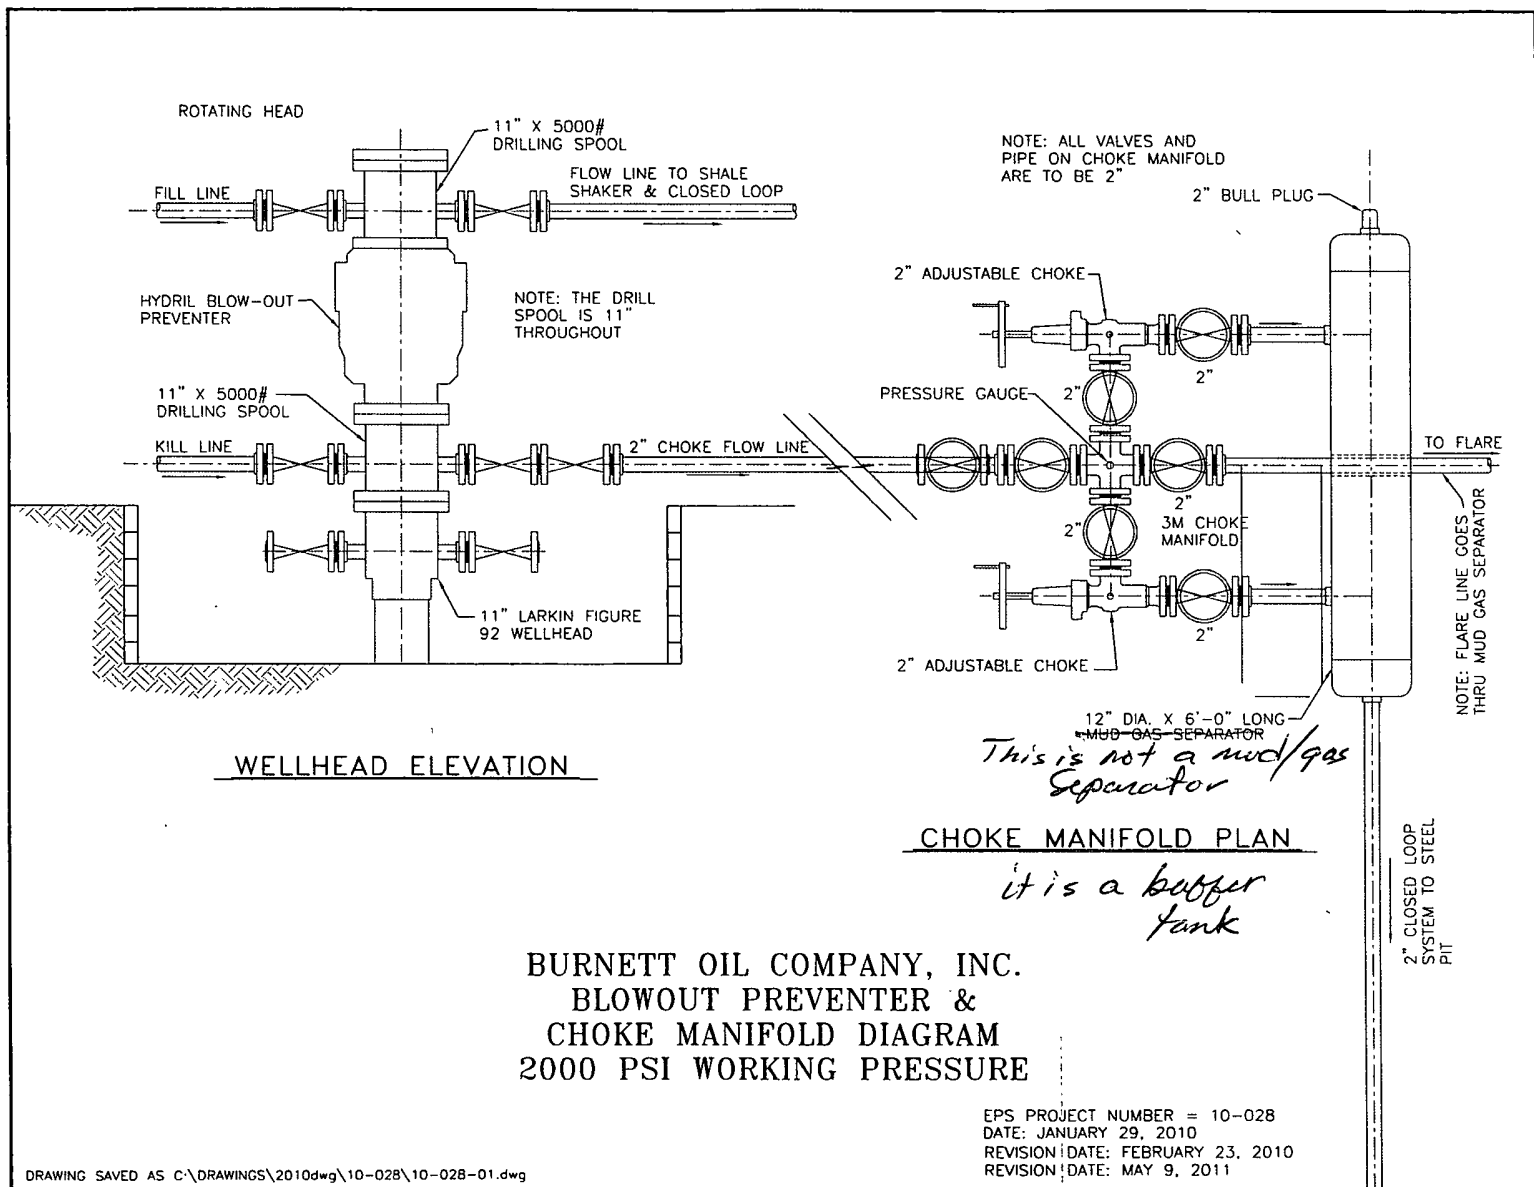 ROTATING HEAD
11" X 5000#
DRILLING SPOOL
FILL LINE
FLOW LINE TO SHALE
SHAKER & CLOSED LOOP
HYDRIL BLOW-OUT
PREVENTER
NOTE: THE DRILL
SPOOL IS 11"
THROUGHOUT
11" X 5000#
DRILLING SPOOL
KILL LINE
2" CHOKE FLOW LINE
11" LARKIN FIGURE
92 WELLHEAD
WELLHEAD ELEVATION
NOTE: ALL VALVES AND
PIPE ON CHOKE MANIFOLD
ARE TO BE 2"
2" BULL PLUG
2" ADJUSTABLE CHOKE
2"
2"
PRESSURE GAUGE
TO FLARE
2"
3M CHOKE
MANIFOLD
2"
2"
2" ADJUSTABLE CHOKE
NOTE: FLARE LINE GOES
THRU MUD GAS SEPARATOR
12" DIA. X 6'-0" LONG
MUD GAS SEPARATOR
This is not a mud/gas
Separator
CHOKE MANIFOLD PLAN
it is a buffer
tank
2" CLOSED LOOP
SYSTEM TO STEEL
PIT
BURNETT OIL COMPANY, INC.
BLOWOUT PREVENTER &
CHOKE MANIFOLD DIAGRAM
2000 PSI WORKING PRESSURE
EPS PROJECT NUMBER = 10-028
DATE: JANUARY 29, 2010
REVISION DATE: FEBRUARY 23, 2010
REVISION DATE: MAY 9, 2011
DRAWING SAVED AS C:\DRAWINGS\2010dwg\10-028\10-028-01.dwg